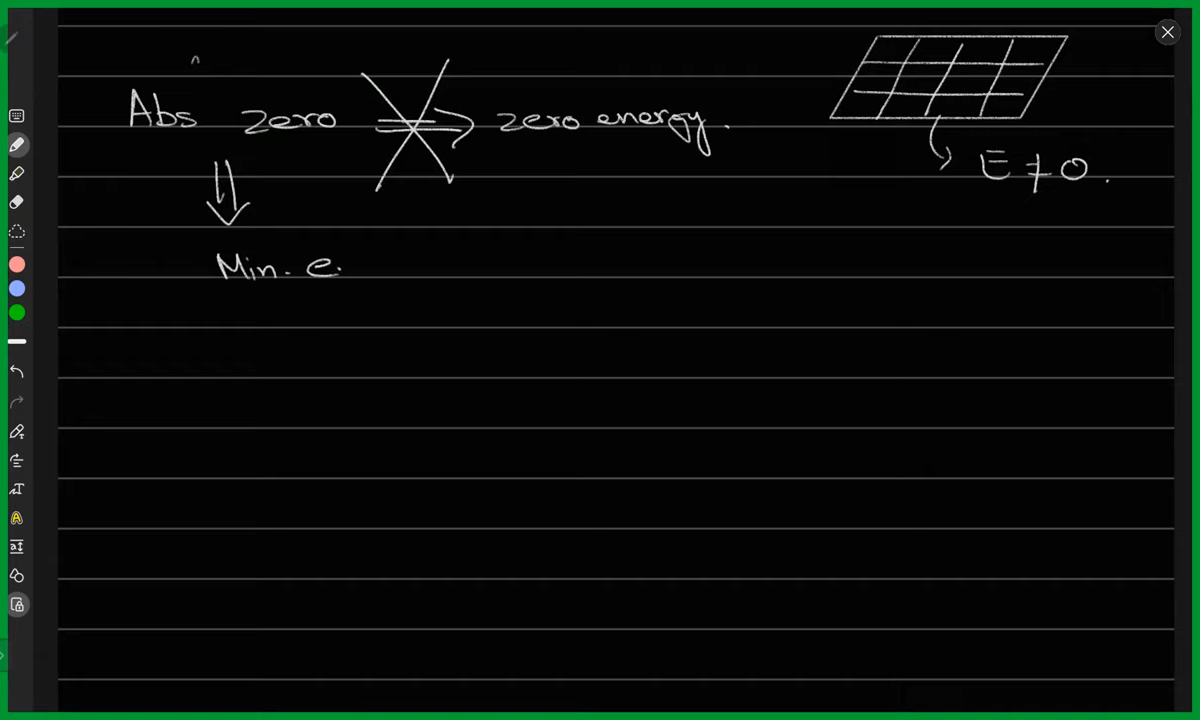 Abs zero ⇏ zero energy.
E ≠ 0.
⇓
Min. e.